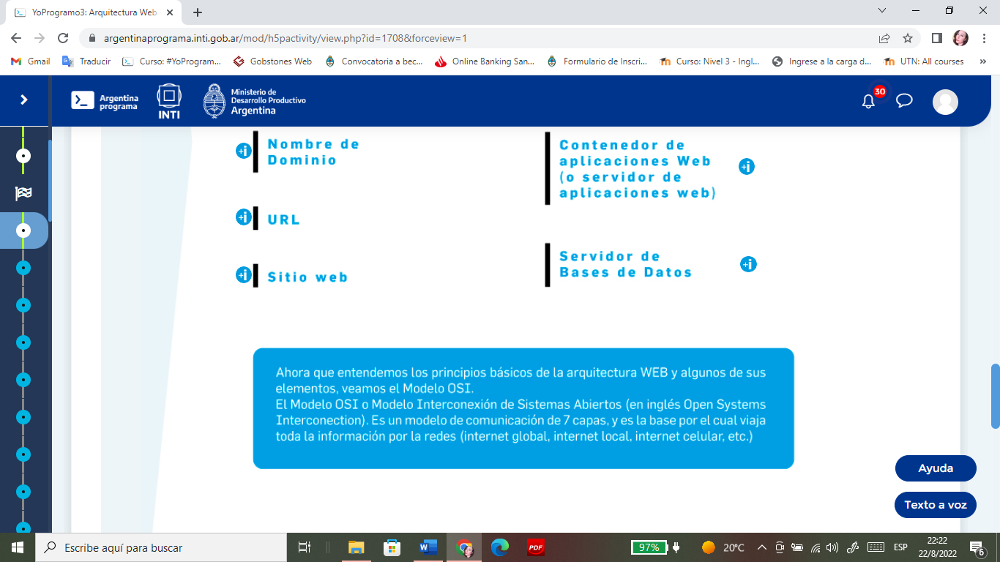 YoProgramo3: Arquitectura Web
argentinaprograma.inti.gob.ar/mod/h5pactivity/view.php?id=1708&forceview=1
Gmail
Traducir
Curso: #YoProgram...
Gobstones Web
Convocatoria a bec...
Online Banking San...
Formulario de Inscri...
Curso: Nivel 3 - Ingl...
Ingrese a la carga d...
UTN: All courses
»
Argentina
programa
INTI
Ministerio de
Desarrollo Productivo
Argentina
30
Nombre de
Dominio
URL
Sitio web
Contenedor de
aplicaciones Web
(o servidor de
aplicaciones web)
Servidor de
Bases de Datos
+i
+i
+i
+i
+i
Ahora que entendemos los principios básicos de la arquitectura WEB y algunos de sus
elementos, veamos el Modelo OSI.
El Modelo OSI o Modelo Interconexión de Sistemas Abiertos (en inglés Open Systems
Interconection). Es un modelo de comunicación de 7 capas, y es la base por el cual viaja
toda la información por la redes (internet global, internet local, internet celular, etc.)
Ayuda
Texto a voz
Escribe aquí para buscar
W
PDF
97%
20°C
ESP
22:22
22/8/2022
6